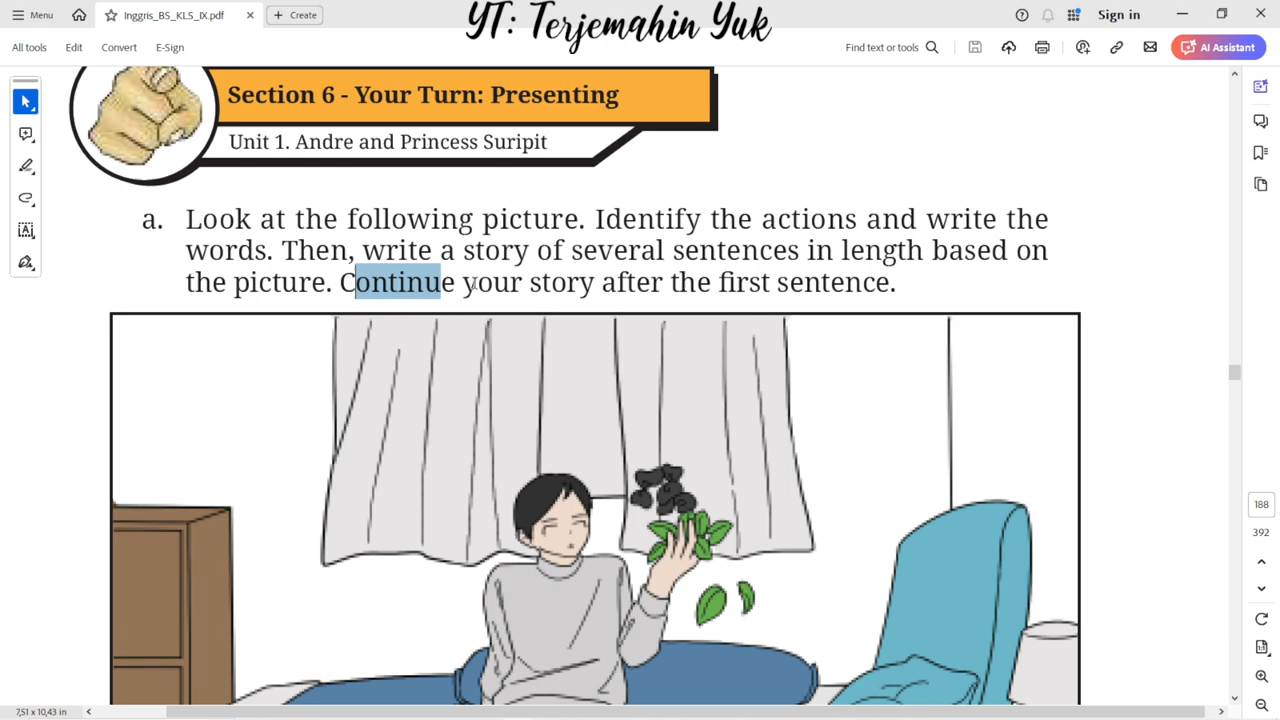 YT: Terjemahin Yuk
Menu
Inggris_BS_KLS_IX.pdf
Create
Sign in
All tools
Edit
Convert
E-Sign
Find text or tools
AI Assistant
Section 6 - Your Turn: Presenting
Unit 1. Andre and Princess Suripit
a. Look at the following picture. Identify the actions and write the
words. Then, write a story of several sentences in length based on
the picture. Continue your story after the first sentence.
188
392
7,51 x 10,43 in